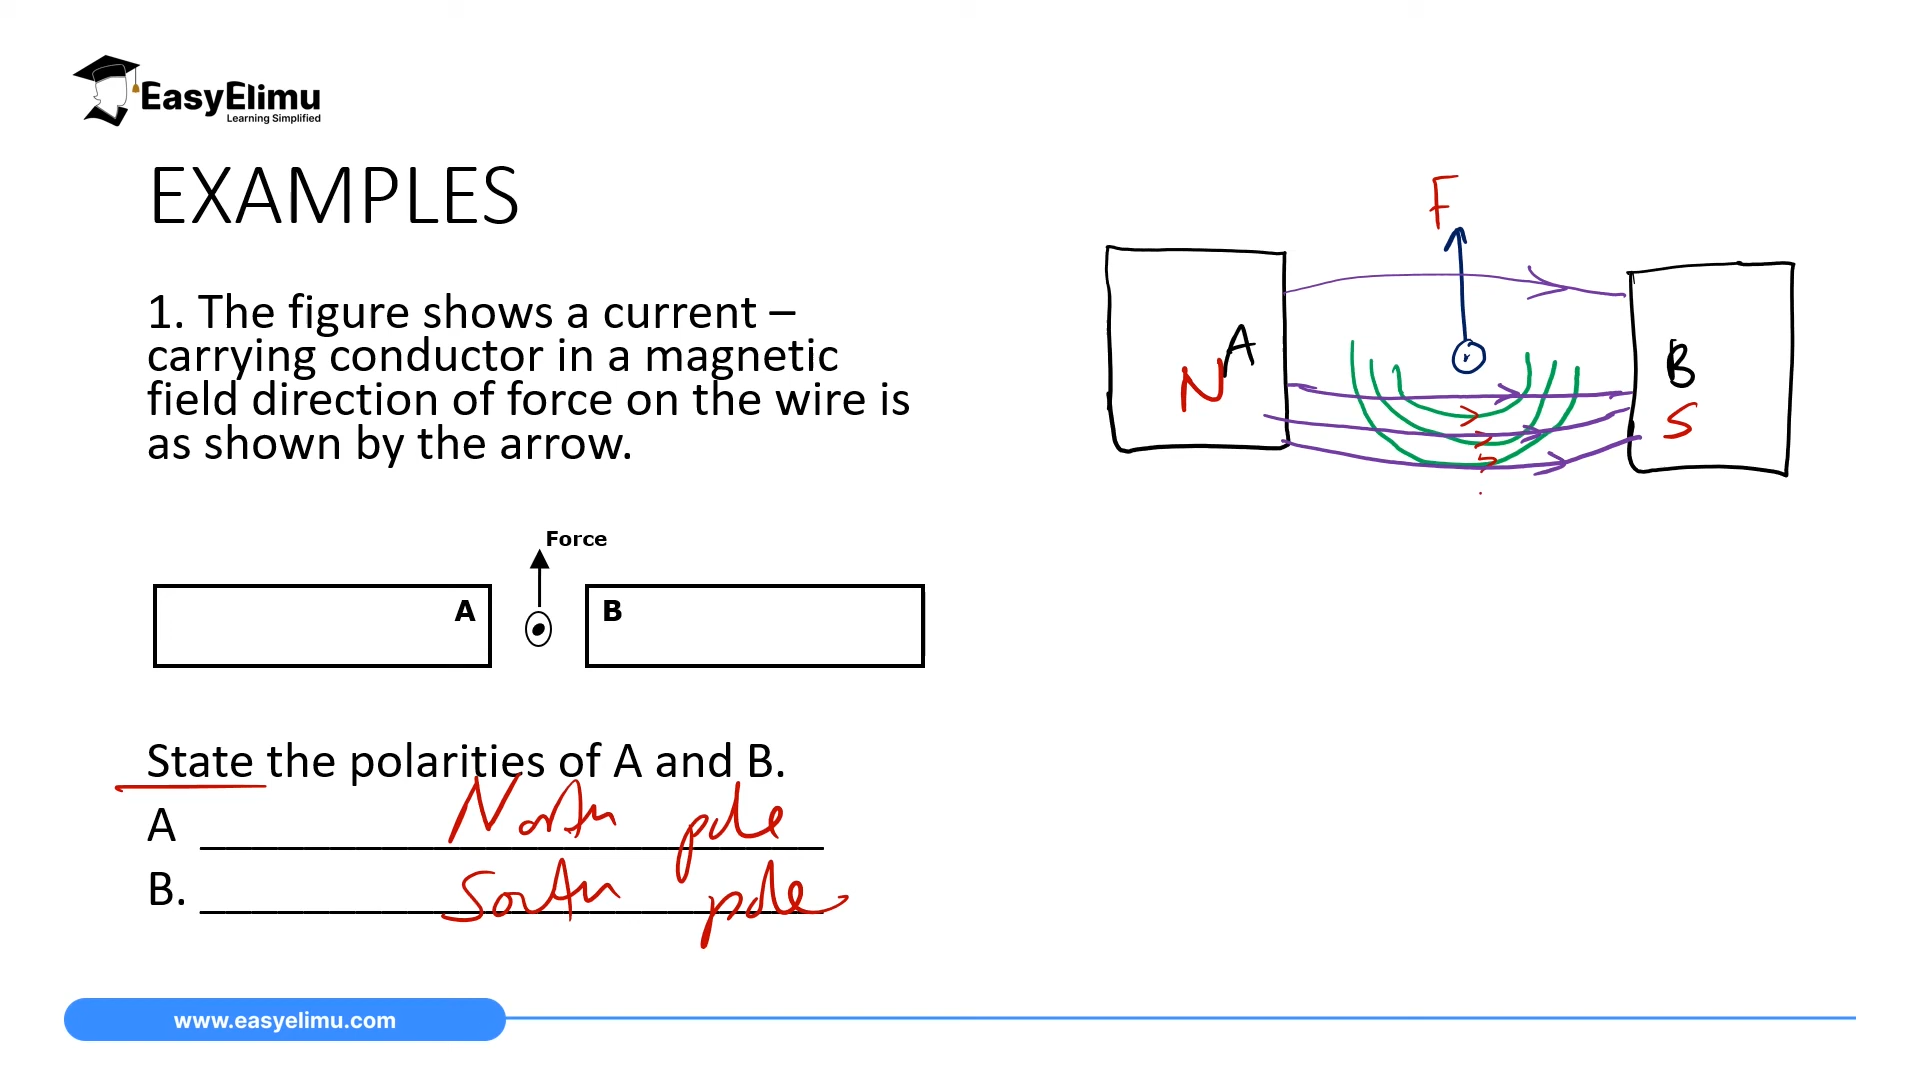 EasyElimu
Learning Simplified
EXAMPLES
1. The figure shows a current –
carrying conductor in a magnetic
field direction of force on the wire is
as shown by the arrow.
Force
A
B
State the polarities of A and B.
A North pole
B. South pole
F
A
N
B
S
www.easyelimu.com